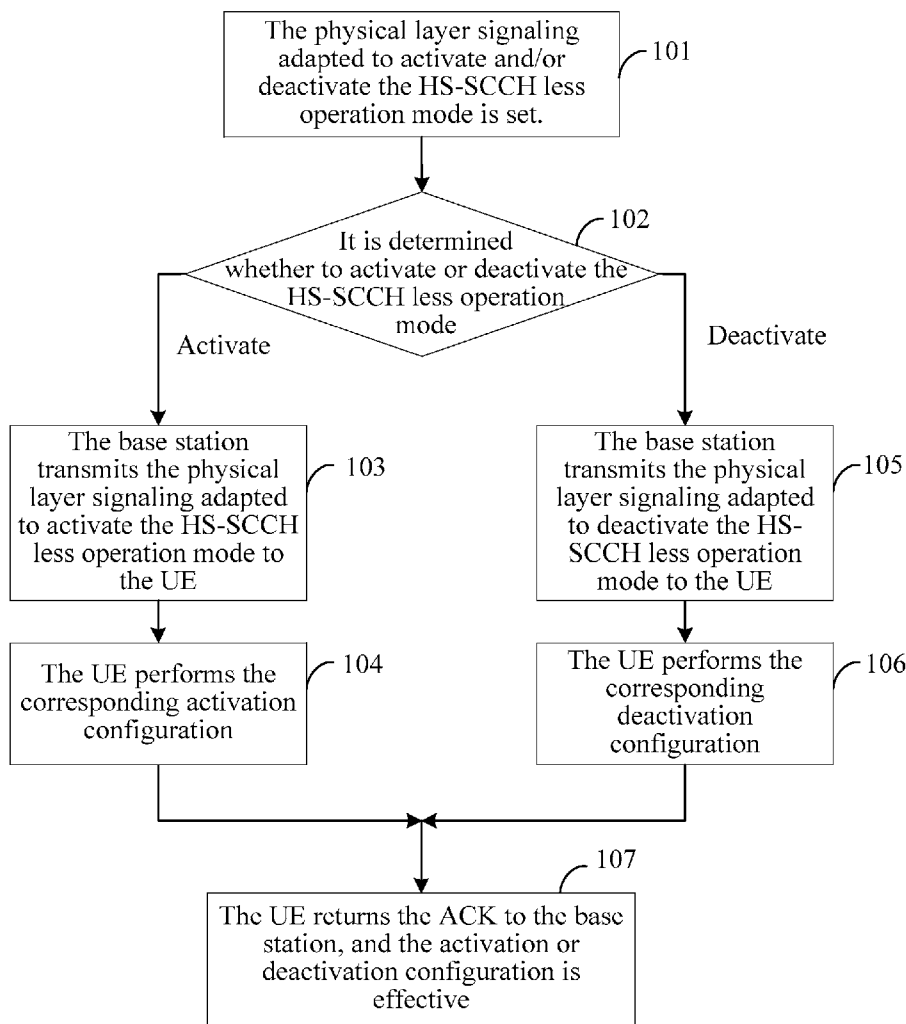 The physical layer signaling
adapted to activate and/or
deactivate the HS-SCCH less
operation mode is set.
101
102
It is determined
whether to activate or deactivate the
HS-SCCH less operation
mode
Activate
Deactivate
The base station
transmits the physical
layer signaling adapted
to activate the HS-SCCH
less operation mode to
the UE
103
The base station
transmits the physical
layer signaling adapted
to deactivate the HS-
SCCH less operation
mode to the UE
105
The UE performs the
corresponding activation
configuration
104
The UE performs the
corresponding
deactivation
configuration
106
107
The UE returns the ACK to the base
station, and the activation or
deactivation configuration is
effective